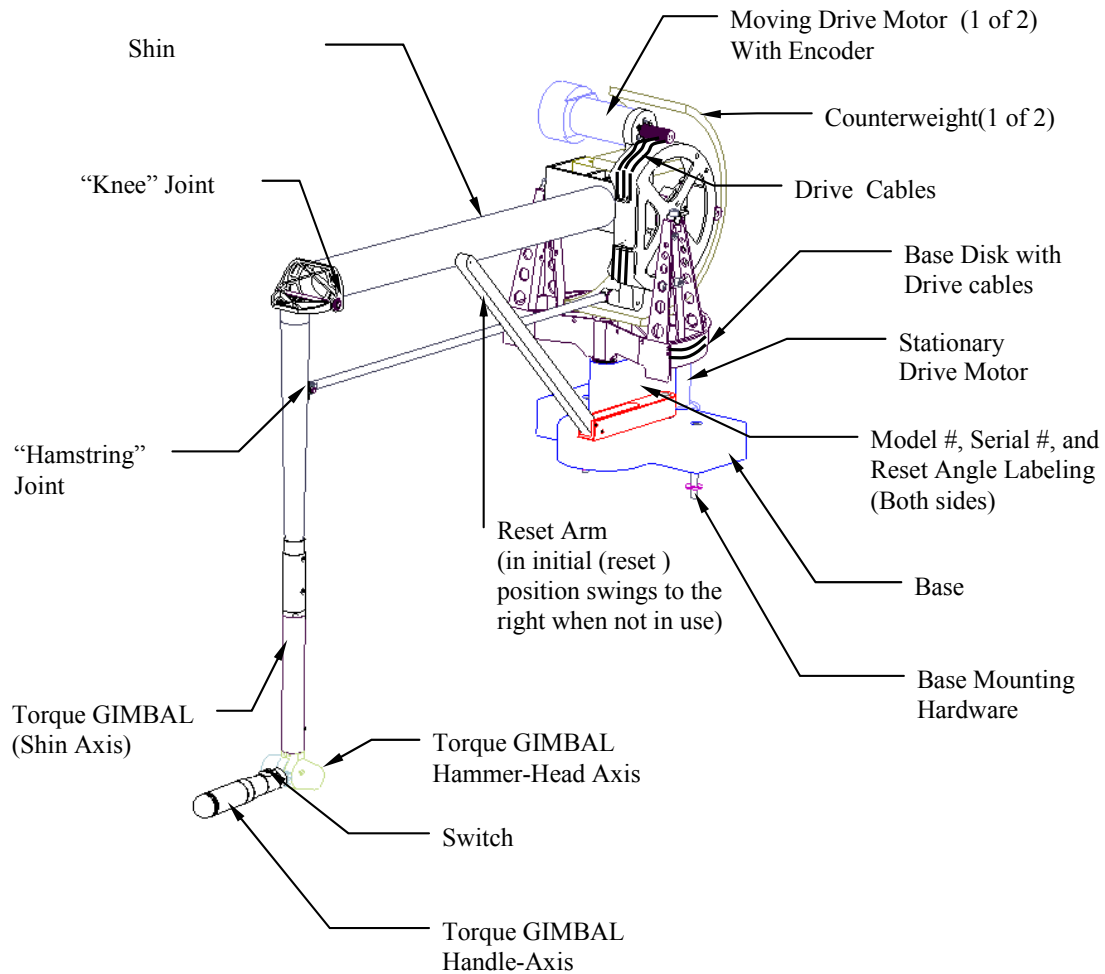 Moving Drive Motor (1 of 2)
With Encoder
Shin
Counterweight(1 of 2)
“Knee” Joint
Drive Cables
Base Disk with
Drive cables
Stationary
Drive Motor
“Hamstring”
Joint
Model #, Serial #, and
Reset Angle Labeling
(Both sides)
Reset Arm
(in initial (reset )
position swings to the
right when not in use)
Base
Base Mounting
Hardware
Torque GIMBAL
(Shin Axis)
Torque GIMBAL
Hammer-Head Axis
Switch
Torque GIMBAL
Handle-Axis